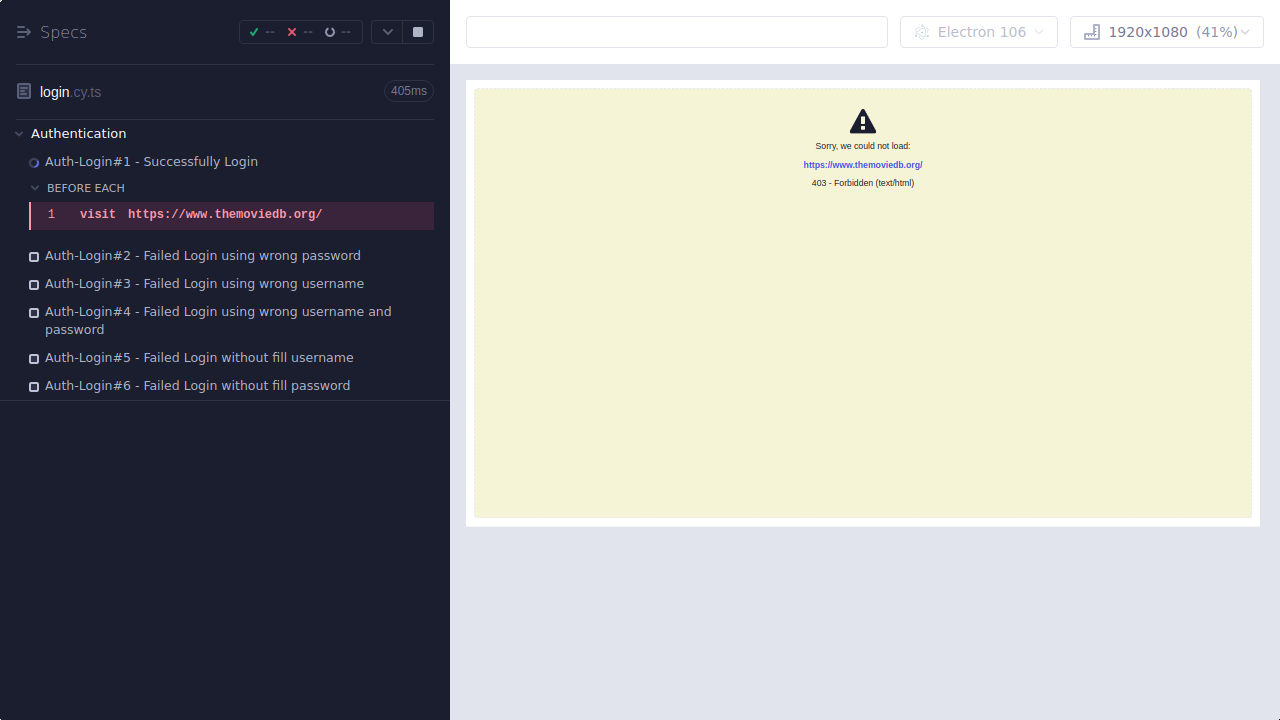 Specs
--
--
--
login.cy.ts
405ms
Authentication
Auth-Login#1 - Successfully Login
BEFORE EACH
1 visit https://www.themoviedb.org/
Auth-Login#2 - Failed Login using wrong password
Auth-Login#3 - Failed Login using wrong username
Auth-Login#4 - Failed Login using wrong username and
password
Auth-Login#5 - Failed Login without fill username
Auth-Login#6 - Failed Login without fill password
Electron 106
1920x1080 (41%)
Sorry, we could not load:
https://www.themoviedb.org/
403 - Forbidden (text/html)